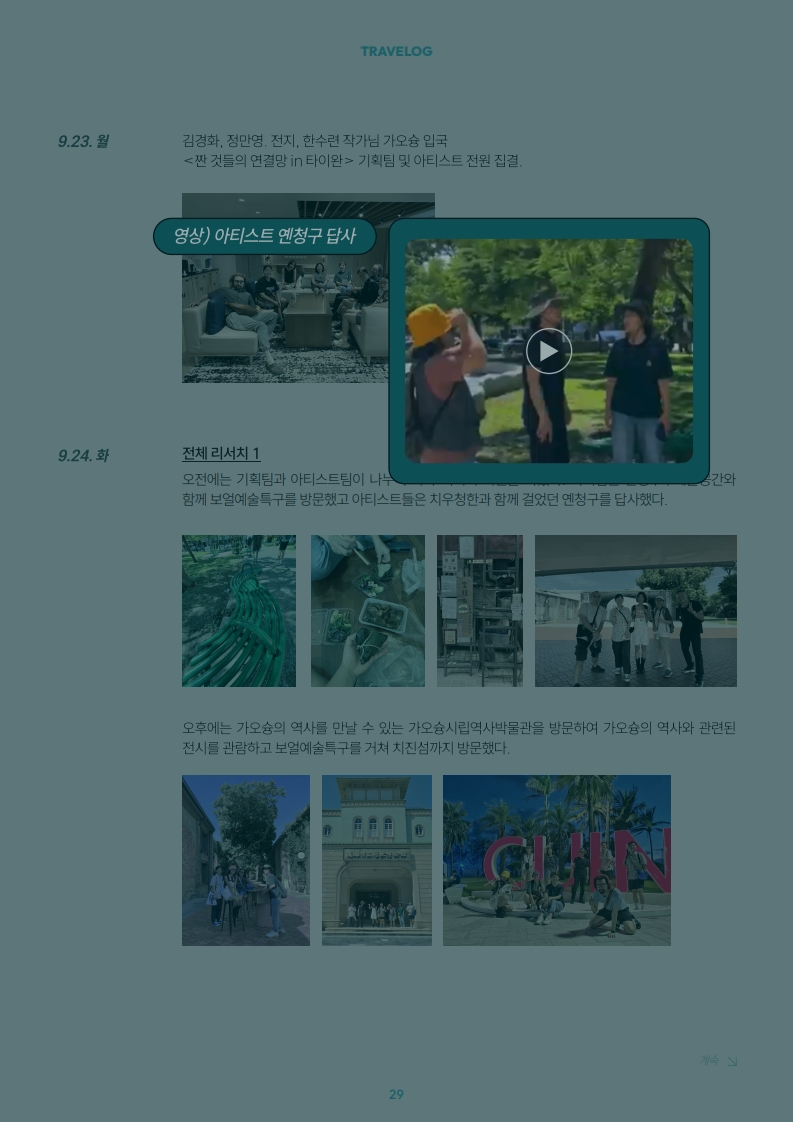 TRAVELOG
9.23. 월
김경화, 정만영. 전지, 한수련 작가님 가오슝 입국
<짠 것들의 연결망 in 타이완> 기획팀 및 아티스트 전원 집결.
영상) 아티스트 옌청구 답사
9.24. 화
전체 리서치 1
오전에는 기획팀과 아티스트팀이
함께 보얼예술특구를 방문했고 아티스트들은 치우청한과 함께 걸었던 옌청구를 답사했다.
오후에는 가오슝의 역사를 만날 수 있는 가오슝시립역사박물관을 방문하여 가오슝의 역사와 관련된
전시를 관람하고 보얼예술특구를 거쳐 치진섬까지 방문했다.
CIJIN
계속
29